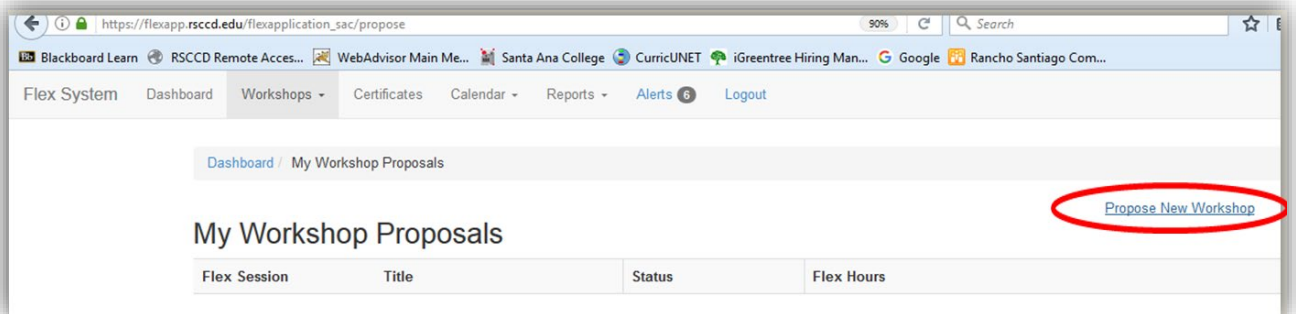 https://flexapp.rsccd.edu/flexapplication_sac/propose 90% Search
Blackboard Learn RSCCD Remote Acces... WebAdvisor Main Me... Santa Ana College CurricUNET iGreentree Hiring Man... Google Rancho Santiago Com...
Flex System Dashboard Workshops Certificates Calendar Reports Alerts 6 Logout
Dashboard / My Workshop Proposals
Propose New Workshop
My Workshop Proposals
Flex Session Title Status Flex Hours